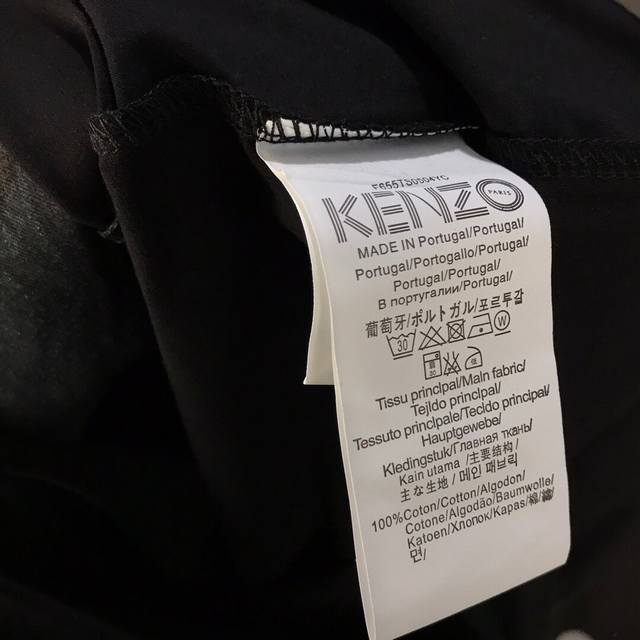 F6557S0504YC
KENZO
PARIS
MADE IN Portugal/Portugal/
Portugal/Portogallo/Portugal/
Portugal/Portugal/
В португалии/Portugal/
葡萄牙/ポルトガル/포르투갈
30 W
Tissu principal/Main fabric/
Tejido principal/
Tessuto principale/Tecido principal/
Hauptgewebe/
Kledingstuk/Главная ткань/
Kain utama /主要结构/
主な生地/ 메인 패브릭/
100%Coton/Cotton/Algodon/
Cotone/Algodão/Baumwolle/
Katoen/Хлопок/Kapas/棉/綿/
면/